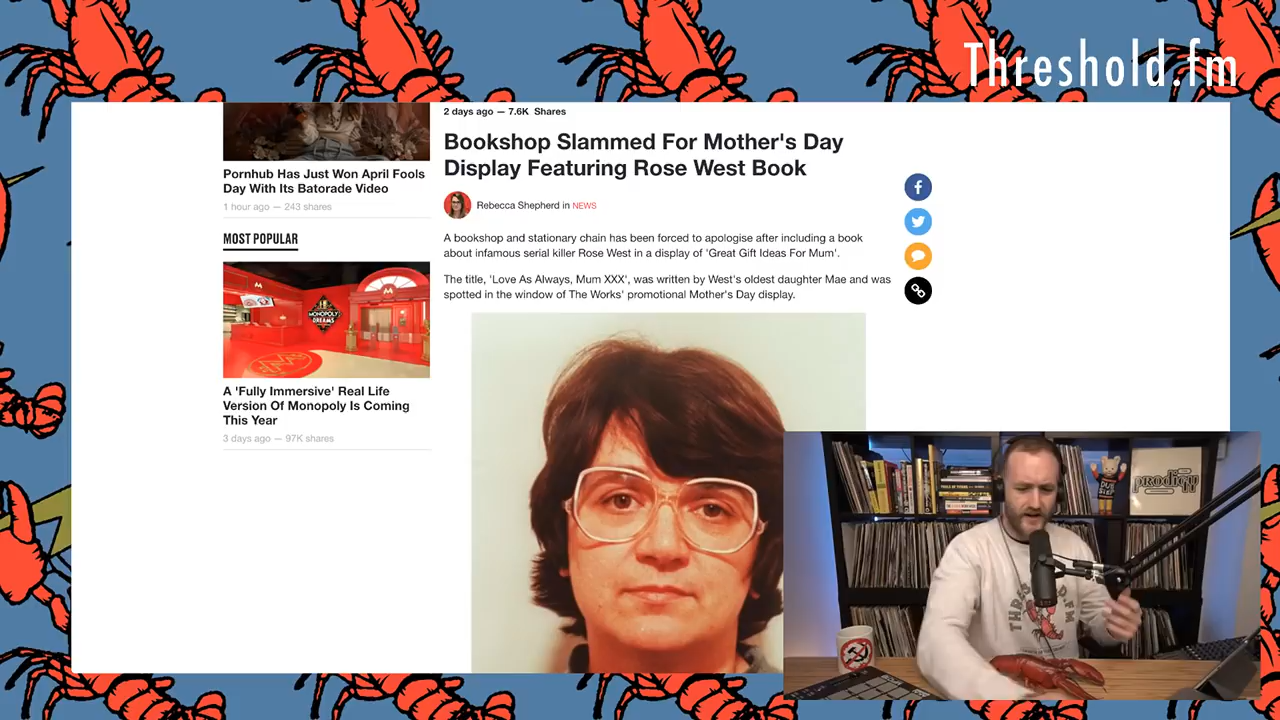 Threshold.fm
2 days ago — 7.6K Shares
Bookshop Slammed For Mother's Day
Display Featuring Rose West Book
Rebecca Shepherd in NEWS
A bookshop and stationary chain has been forced to apologise after including a book
about infamous serial killer Rose West in a display of 'Great Gift Ideas For Mum'.
The title, 'Love As Always, Mum XXX', was written by West's oldest daughter Mae and was
spotted in the window of The Works' promotional Mother's Day display.
Pornhub Has Just Won April Fools
Day With Its Batorade Video
1 hour ago — 243 shares
MOST POPULAR
MONOPOLY
DREAMS
A 'Fully Immersive' Real Life
Version Of Monopoly Is Coming
This Year
3 days ago — 97K shares
prodigy
THRESHOLD.FM